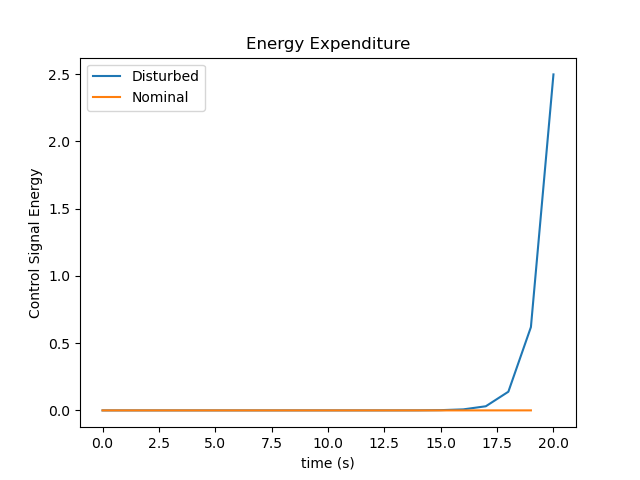 Energy Expenditure
Disturbed
Nominal
Control Signal Energy
2.5
2.0
1.5
1.0
0.5
0.0
0.0 2.5 5.0 7.5 10.0 12.5 15.0 17.5 20.0
time (s)